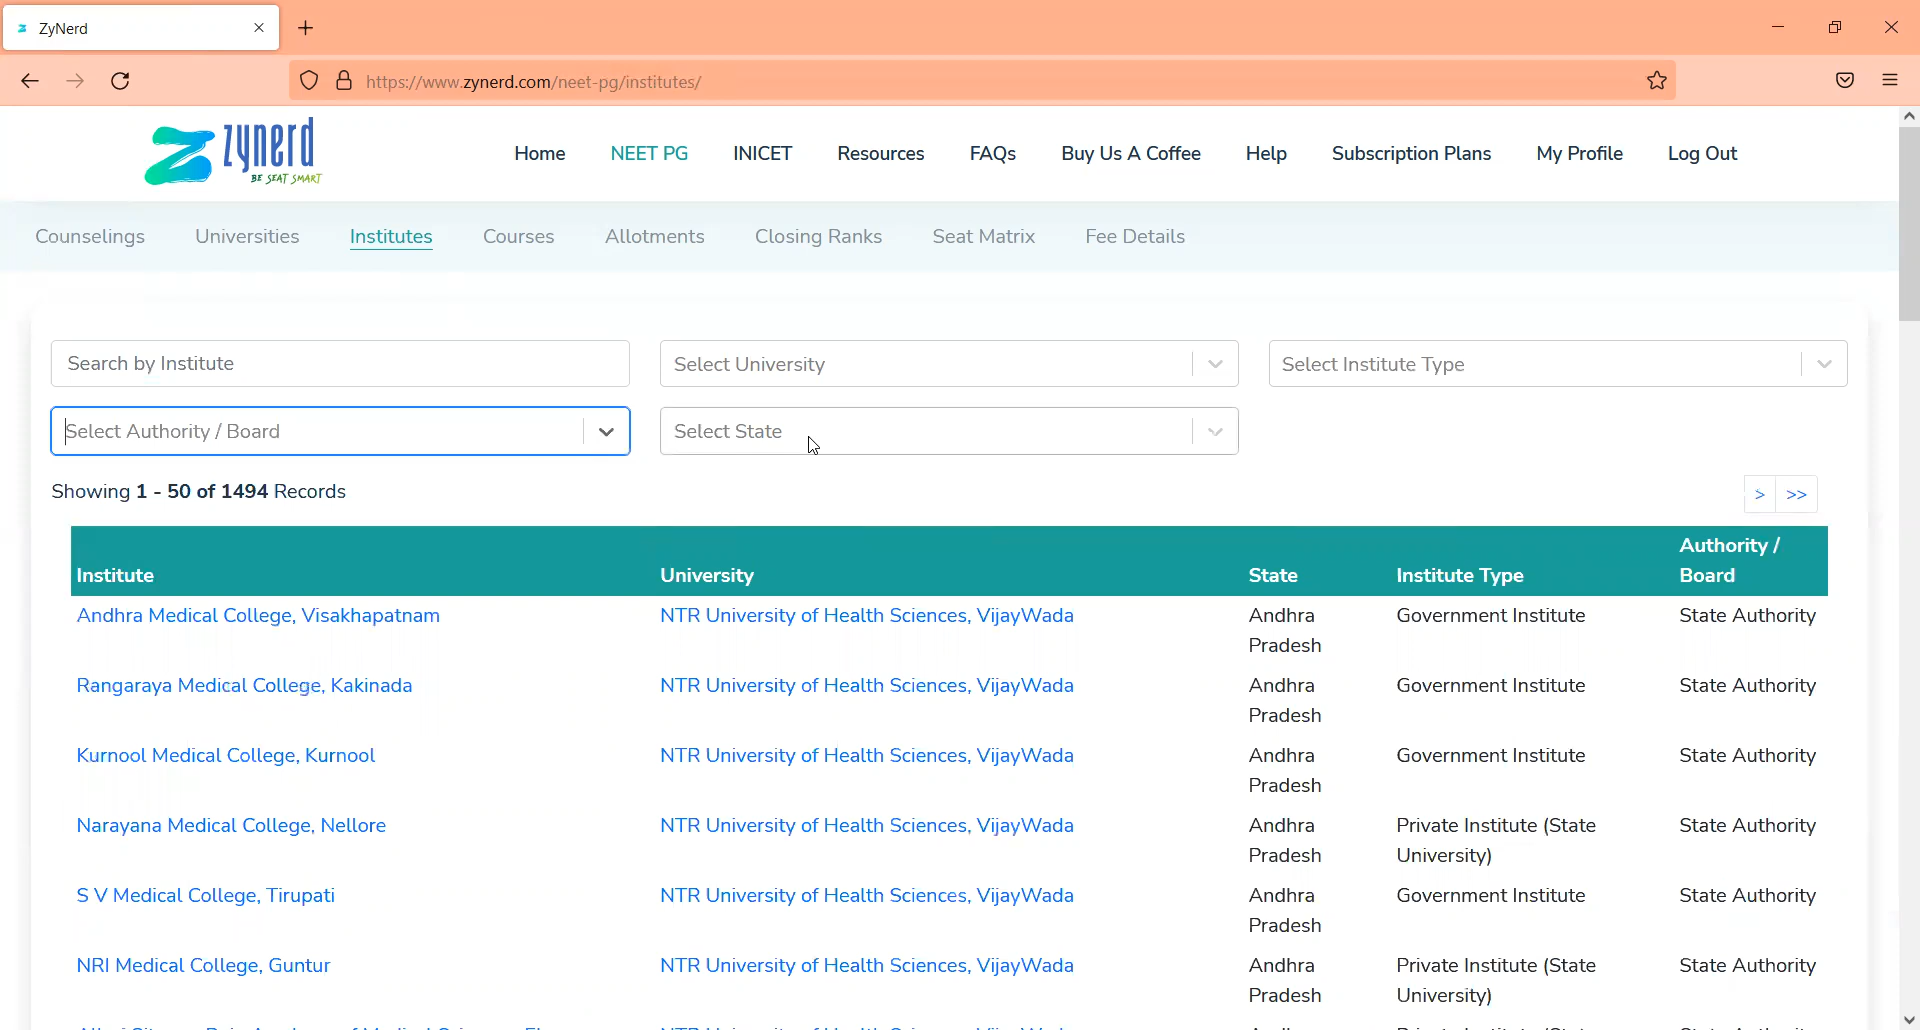 ZyNerd
https://www.zynerd.com/neet-pg/institutes/
zynerd
BE SEAT SMART
Home NEET PG INICET Resources FAQs Buy Us A Coffee Help Subscription Plans My Profile Log Out
Counselings Universities Institutes Courses Allotments Closing Ranks Seat Matrix Fee Details
Search by Institute Select University Select Institute Type
Select Authority / Board Select State
Showing 1 - 50 of 1494 Records > >>
Authority /
Institute University State Institute Type Board
Andhra Medical College, Visakhapatnam NTR University of Health Sciences, VijayWada Andhra Government Institute State Authority
Pradesh
Rangaraya Medical College, Kakinada NTR University of Health Sciences, VijayWada Andhra Government Institute State Authority
Pradesh
Kurnool Medical College, Kurnool NTR University of Health Sciences, VijayWada Andhra Government Institute State Authority
Pradesh
Narayana Medical College, Nellore NTR University of Health Sciences, VijayWada Andhra Private Institute (State State Authority
Pradesh University)
S V Medical College, Tirupati NTR University of Health Sciences, VijayWada Andhra Government Institute State Authority
Pradesh
NRI Medical College, Guntur NTR University of Health Sciences, VijayWada Andhra Private Institute (State State Authority
Pradesh University)